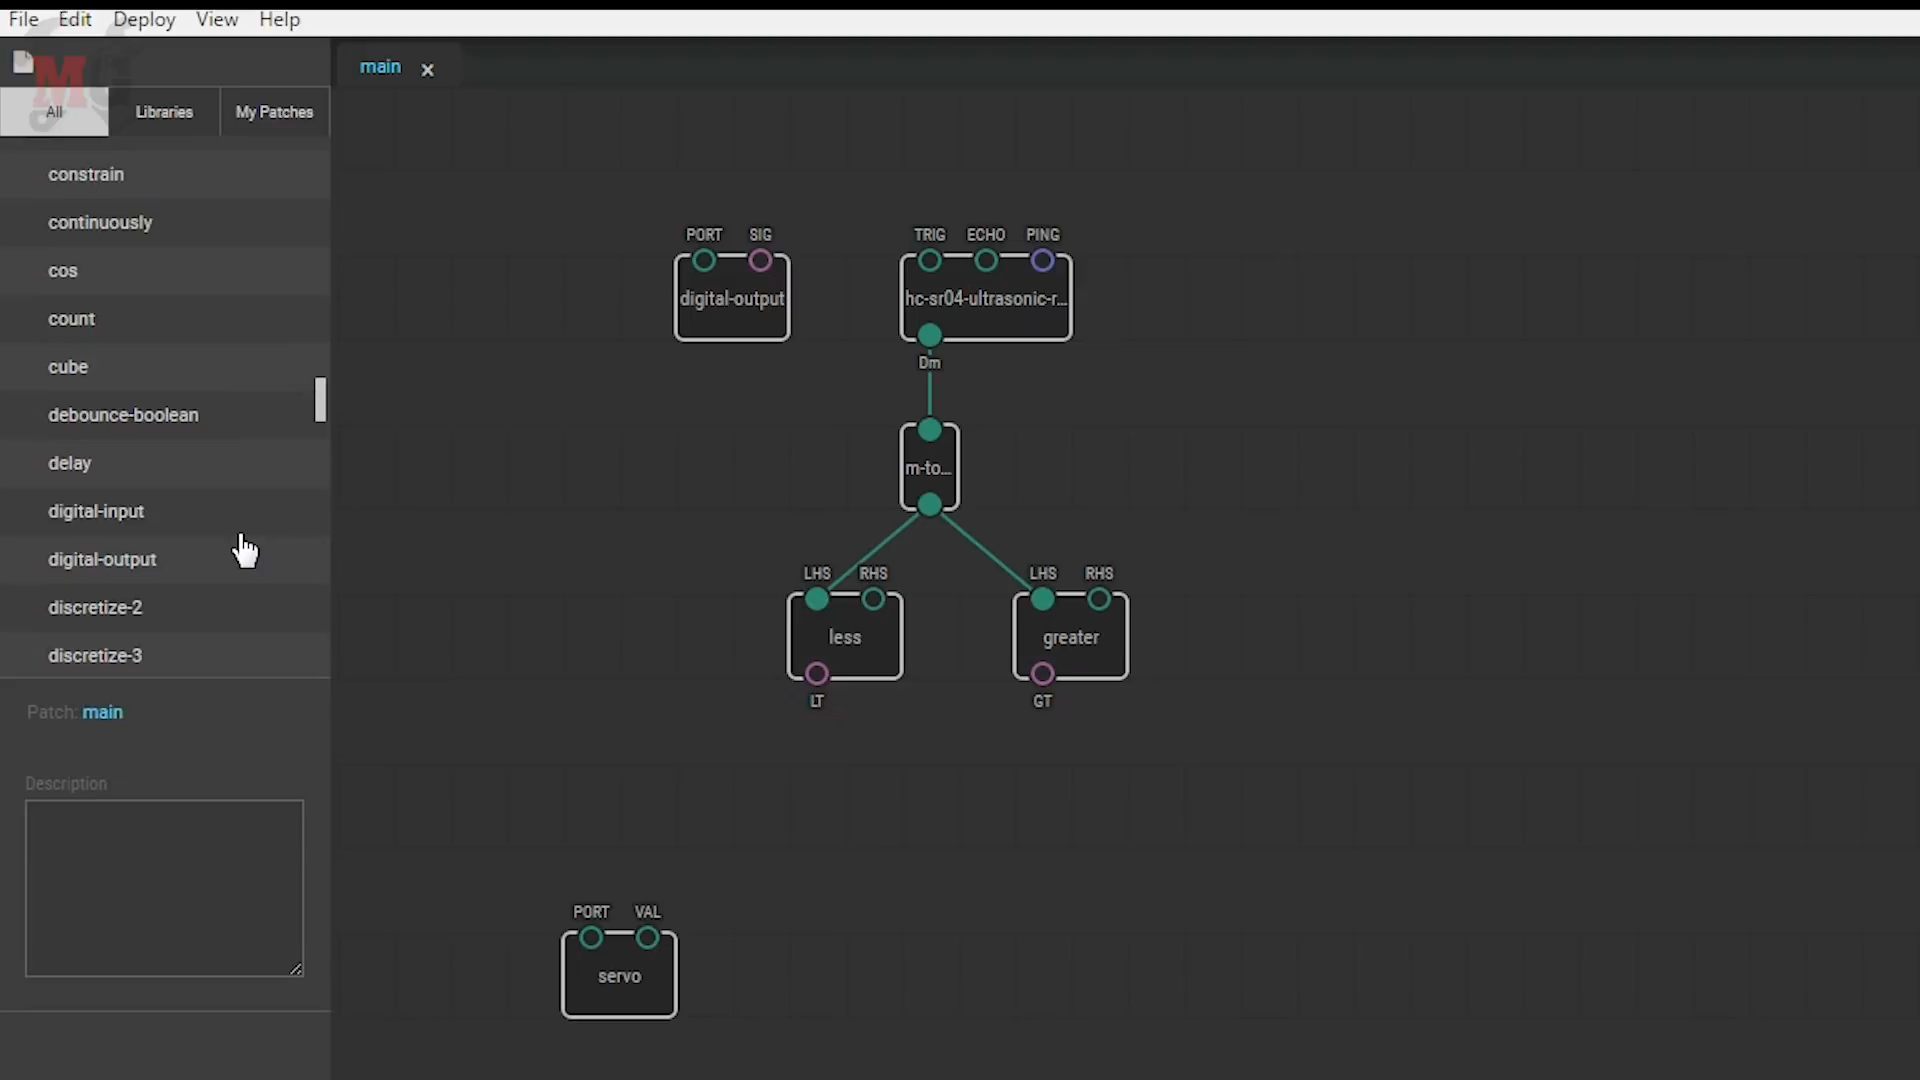 File Edit Deploy View Help
MG
main x
All Libraries My Patches
constrain
continuously
cos
count
cube
debounce-boolean
delay
digital-input
digital-output
discretize-2
discretize-3
Patch: main
Description
PORT SIG
digital-output
TRIG ECHO PING
hc-sr04-ultrasonic-r...
Dm
m-to...
LHS RHS
less
LT
LHS RHS
greater
GT
PORT VAL
servo